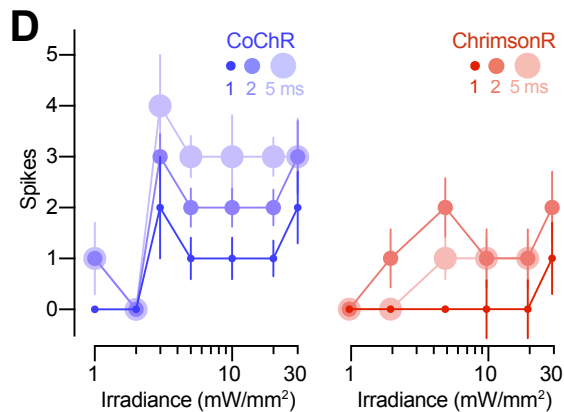 D
CoChR
1 2 5 ms
ChrimsonR
1 2 5 ms
Spikes
5
4
3
2
1
0
1 10 30
Irradiance (mW/mm²)
1 10 30
Irradiance (mW/mm²)